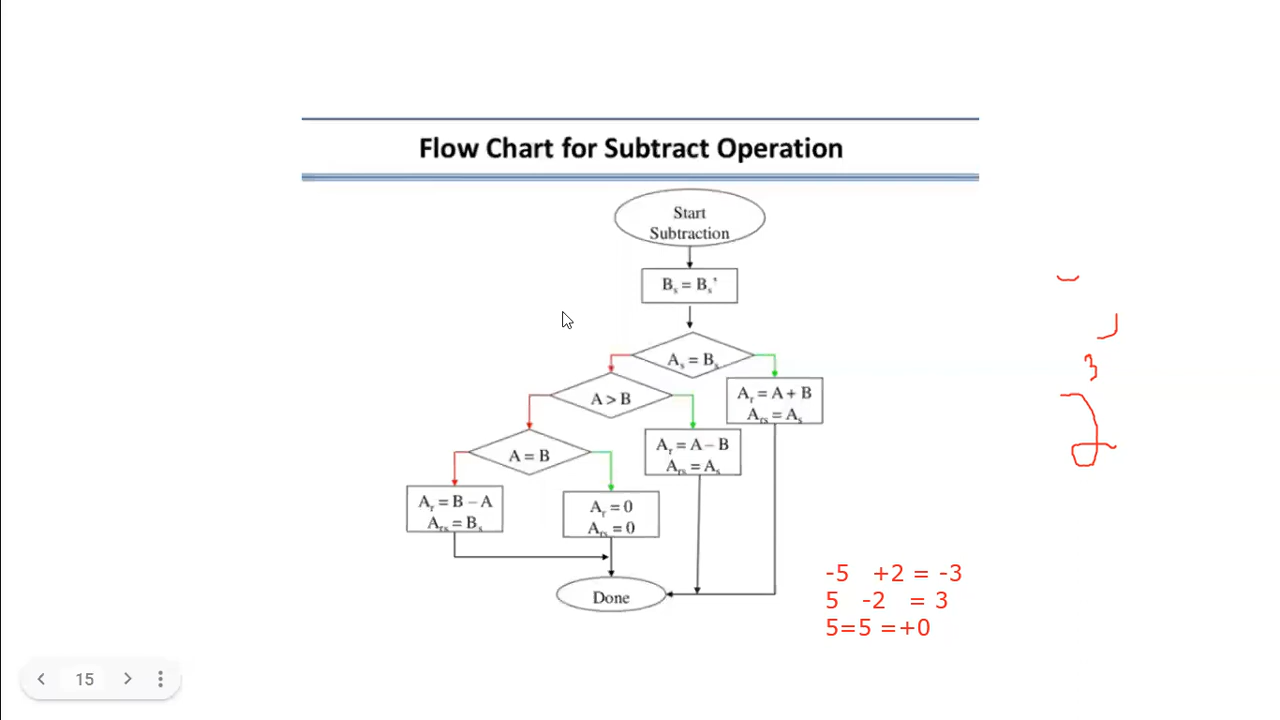 Flow Chart for Subtract Operation
Start
Subtraction
Bₛ = Bₛ’
Aₛ = Bₛ
A > B
Aᵣ = A + B
Aᵣₛ = Aₛ
A = B
Aᵣ = A – B
Aᵣₛ = Aₛ
Aᵣ = B – A
Aᵣₛ = Bₛ
Aᵣ = 0
Aᵣₛ = 0
Done
3
-5 +2 = -3
5 -2 = 3
5=5 =+0
15